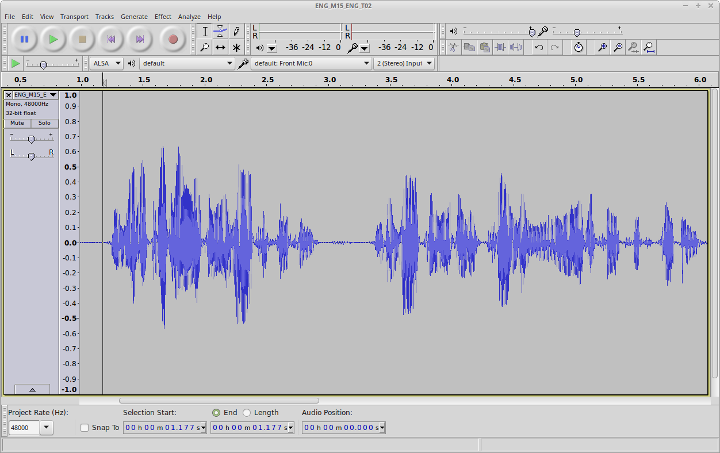 ENG_M15_ENG_T02
File Edit View Transport Tracks Generate Effect Analyze Help
L
R
L
R
-36 -24 -12 0
-36 -24 -12 0
ALSA
default
default: Front Mic:0
2 (Stereo) Input
0.5 1.0 1.5 2.0 2.5 3.0 3.5 4.0 4.5 5.0 5.5 6.0
ENG_M15_E
Mono, 48000Hz
32-bit float
Mute Solo
- +
L R
1.0
0.9
0.8
0.7
0.6
0.5
0.4
0.3
0.2
0.1
0.0
-0.1
-0.2
-0.3
-0.4
-0.5
-0.6
-0.7
-0.8
-0.9
-1.0
Project Rate (Hz): Selection Start: End Length Audio Position:
48000 Snap To 00 h 00 m 01.177 s 00 h 00 m 01.177 s 00 h 00 m 00.000 s